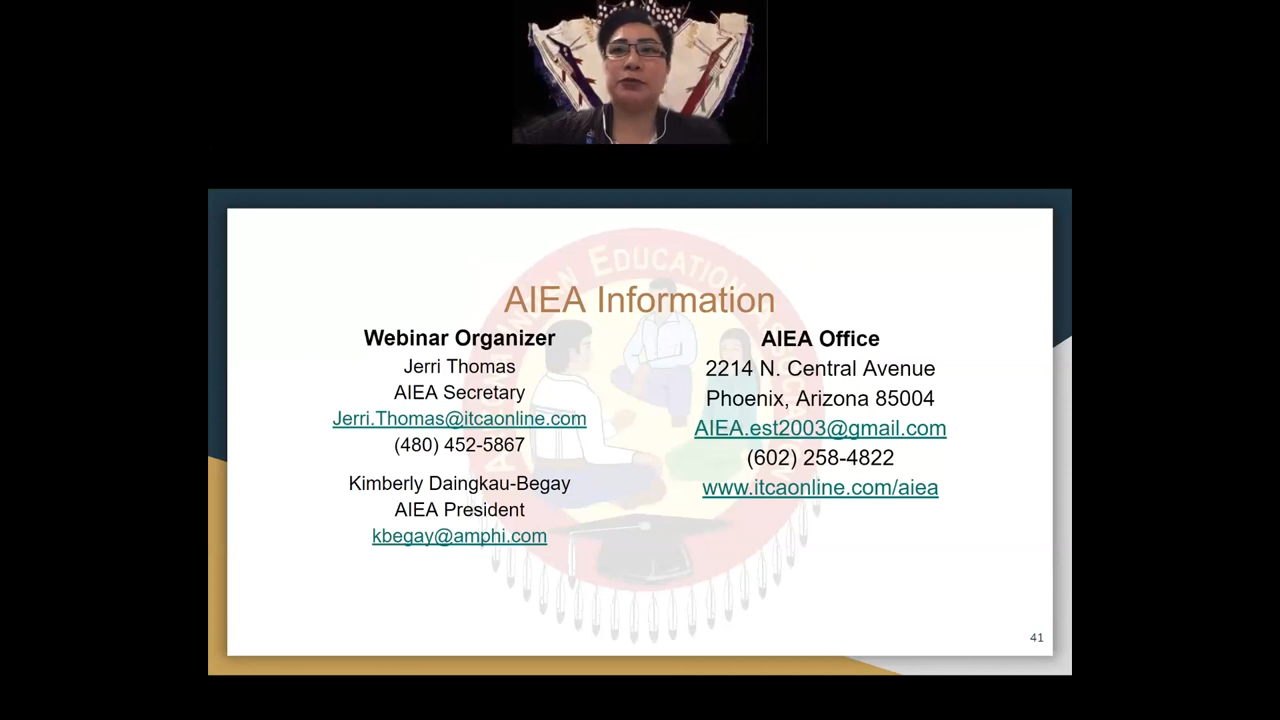 EDUCATION
AIEA Information
Webinar Organizer
Jerri Thomas
AIEA Secretary
Jerri.Thomas@itcaonline.com
(480) 452-5867
Kimberly Daingkau-Begay
AIEA President
kbegay@amphi.com
AIEA Office
2214 N. Central Avenue
Phoenix, Arizona 85004
AIEA.est2003@gmail.com
(602) 258-4822
www.itcaonline.com/aiea
41